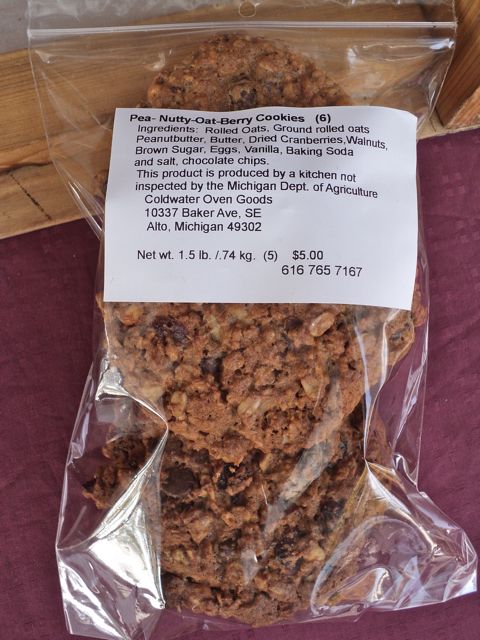 Pea- Nutty-Oat-Berry Cookies (6)
Ingredients: Rolled Oats, Ground rolled oats
Peanutbutter, Butter, Dried Cranberries,Walnuts,
Brown Sugar, Eggs, Vanilla, Baking Soda
and salt, chocolate chips.
This product is produced by a kitchen not
inspected by the Michigan Dept. of Agriculture
Coldwater Oven Goods
10337 Baker Ave, SE
Alto, Michigan 49302
Net wt. 1.5 lb. /.74 kg. (5) $5.00
616 765 7167